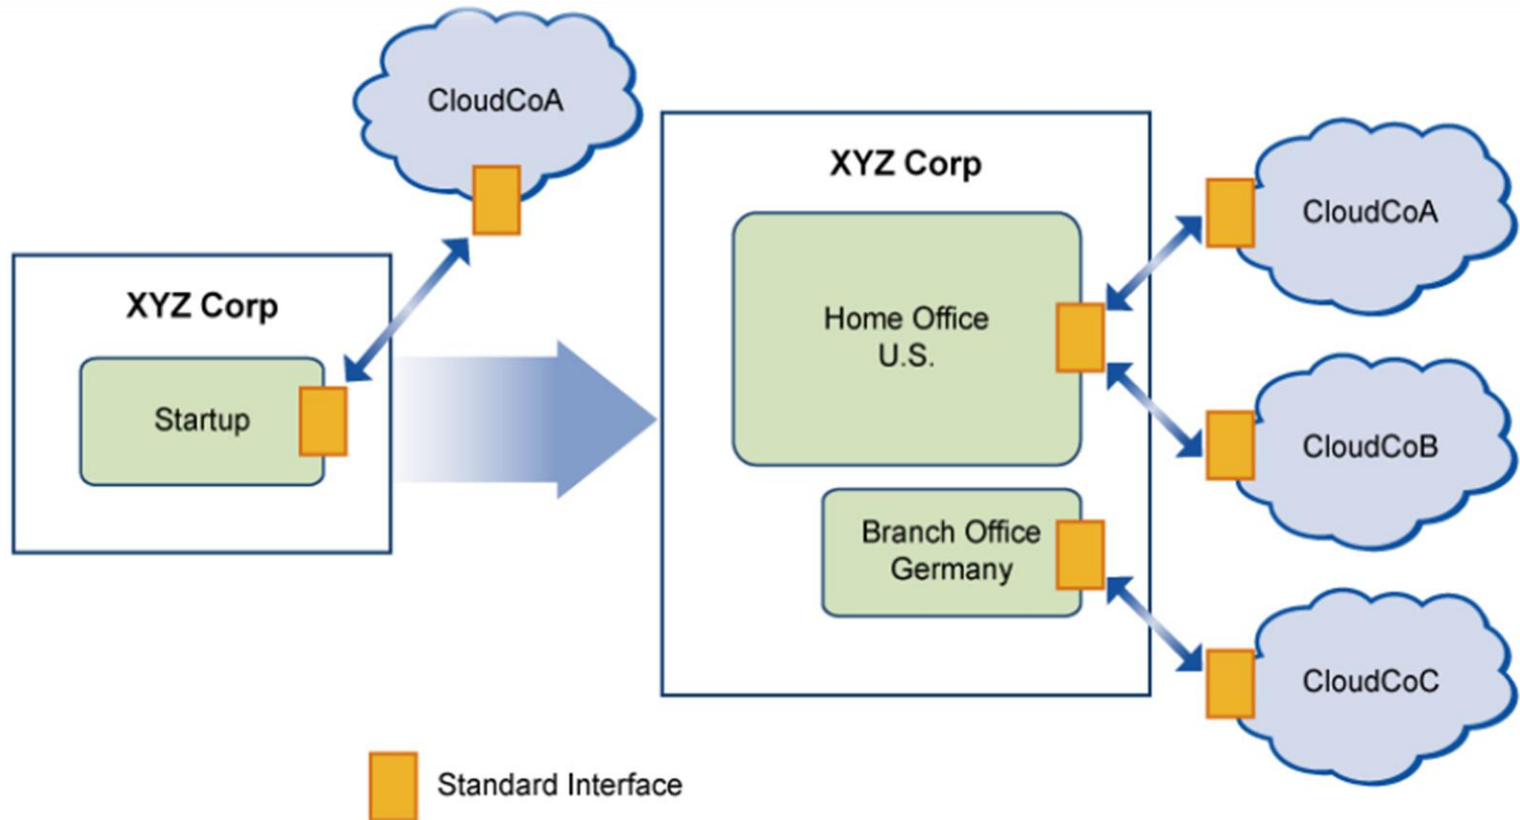 CloudCoA
XYZ Corp
Startup
XYZ Corp
Home Office
U.S.
Branch Office
Germany
CloudCoA
CloudCoB
CloudCoC
Standard Interface